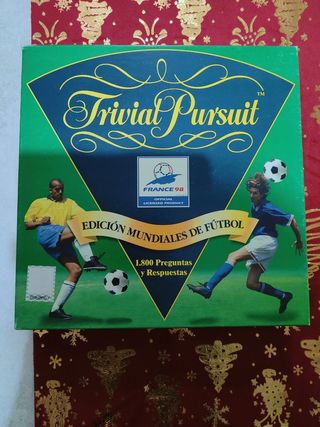 Trivial Pursuit
TM
FRANCE 98
OFFICIAL
LICENSED PRODUCT
EDICIÓN MUNDIALES DE FÚTBOL
1.800 Preguntas
y Respuestas